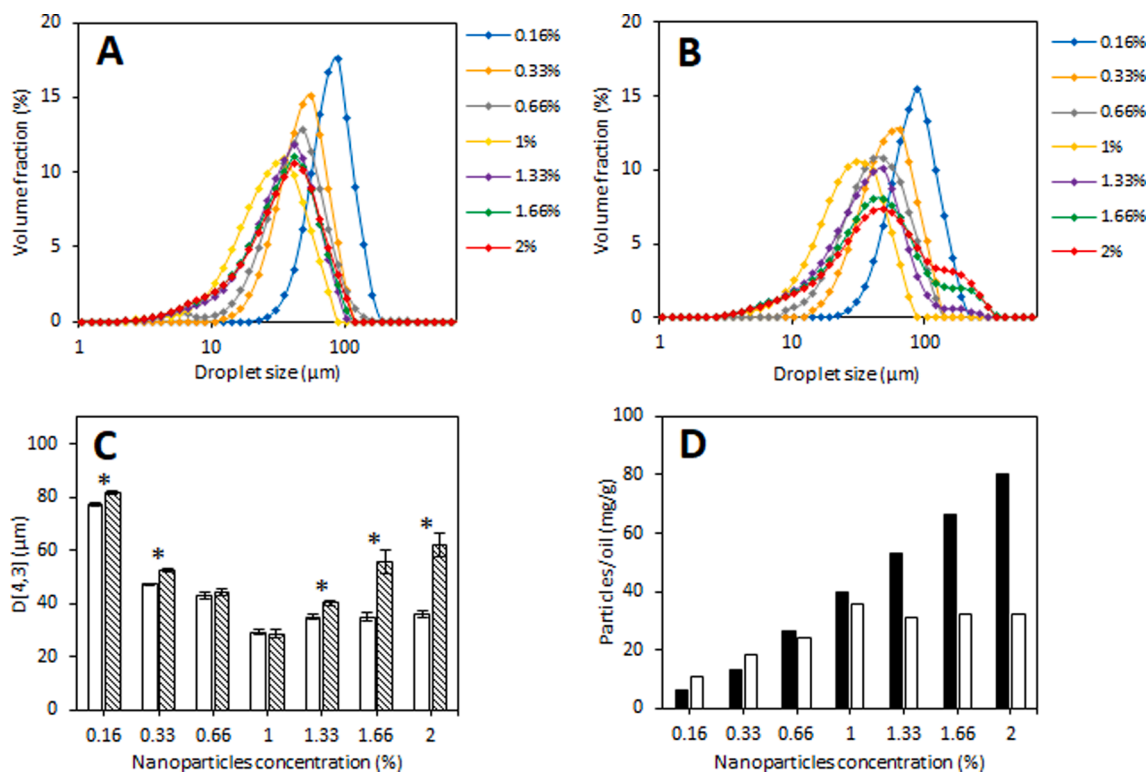 A
Volume fraction (%)
20
15
10
5
0
1
10
100
Droplet size (µm)
0.16%
0.33%
0.66%
1%
1.33%
1.66%
2%
B
Volume fraction (%)
20
15
10
5
0
1
10
100
Droplet size (µm)
0.16%
0.33%
0.66%
1%
1.33%
1.66%
2%
C
D[4,3] (µm)
100
80
60
40
20
0
* * * * *
0.16 0.33 0.66 1 1.33 1.66 2
Nanoparticles concentration (%)
D
Particles/oil (mg/g)
100
80
60
40
20
0
0.16 0.33 0.66 1 1.33 1.66 2
Nanoparticles concentration (%)